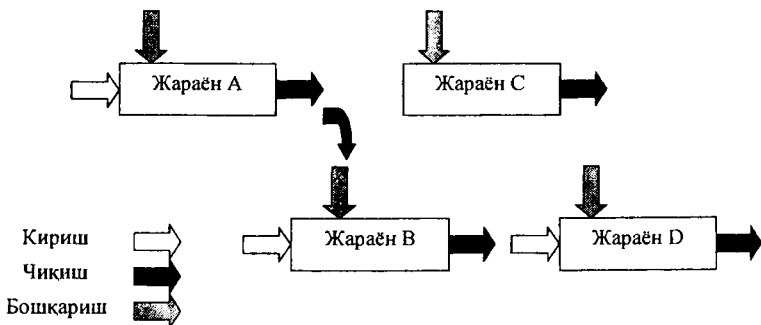 Жараён А
Жараён С
Жараён В
Жараён D
Кириш
Чиқиш
Бошқариш